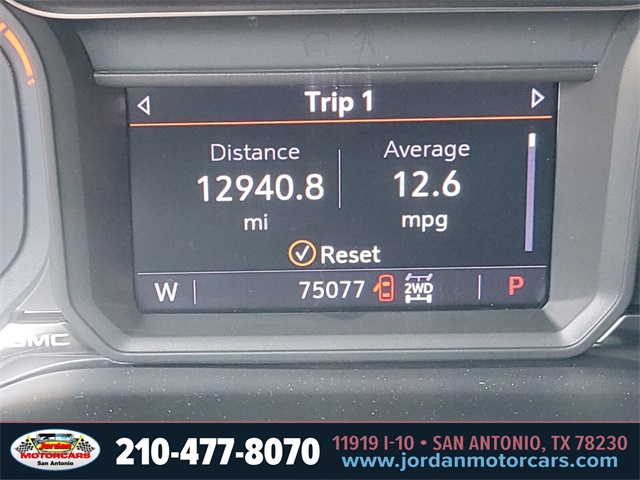 Trip 1
Distance
Average
12940.8
12.6
mi
mpg
Reset
W
75077
2WD
P
GMC
Jordan
MOTORCARS
San Antonio
210-477-8070
11919 I-10 • SAN ANTONIO, TX 78230
www.jordanmotorcars.com